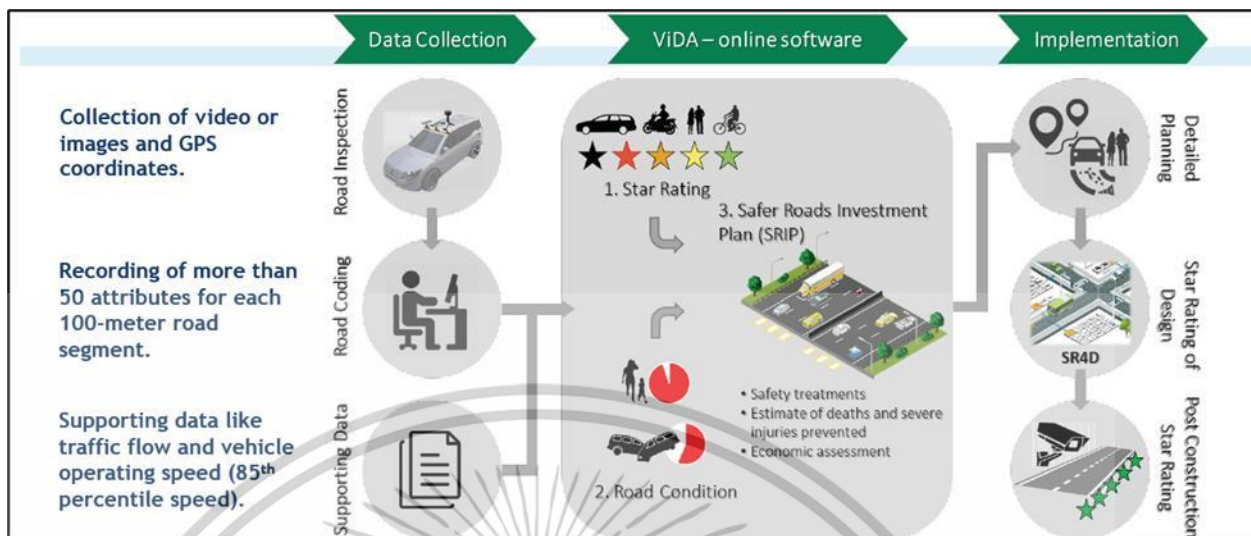 Data Collection
ViDA – online software
Implementation
Collection of video or
images and GPS
coordinates.
Road Inspection
Recording of more than
50 attributes for each
100-meter road
segment.
Road Coding
Supporting data like
traffic flow and vehicle
operating speed (85th
percentile speed).
Supporting Data
1. Star Rating
3. Safer Roads Investment
Plan (SRIP)
• Safety treatments
• Estimate of deaths and severe
injuries prevented
• Economic assessment
2. Road Condition
Detailed
Planning
Star Rating of
Design
SR4D
Post Construction
Star Rating